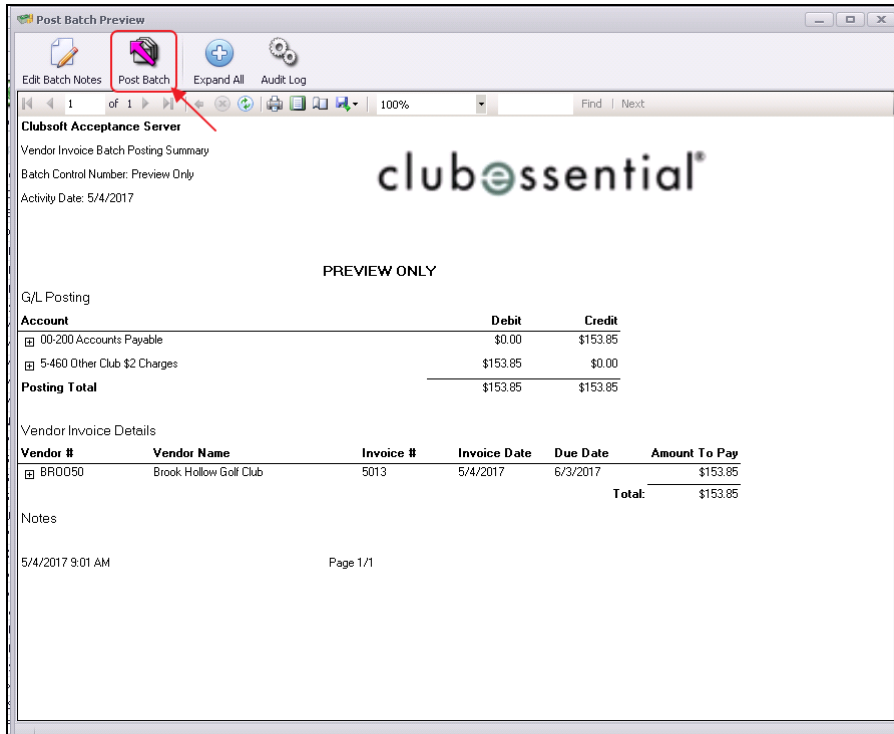 Post Batch Preview
Edit Batch Notes Post Batch Expand All Audit Log
1 of 1 100% Find | Next
Clubsoft Acceptance Server
Vendor Invoice Batch Posting Summary
Batch Control Number: Preview Only
Activity Date: 5/4/2017
clubessential®
PREVIEW ONLY
G/L Posting
Account Debit Credit
00-200 Accounts Payable $0.00 $153.85
5-460 Other Club $2 Charges $153.85 $0.00
Posting Total $153.85 $153.85
Vendor Invoice Details
Vendor # Vendor Name Invoice # Invoice Date Due Date Amount To Pay
BROO50 Brook Hollow Golf Club 5013 5/4/2017 6/3/2017 $153.85
Total: $153.85
Notes
5/4/2017 9:01 AM Page 1/1